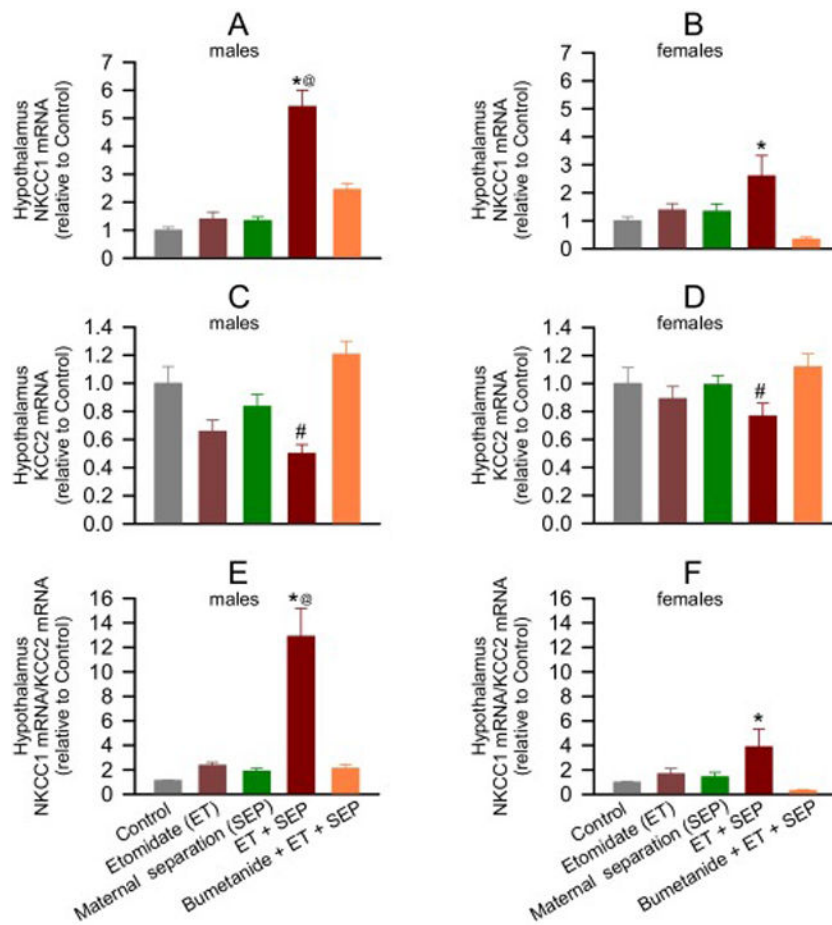 A
males
Hypothalamus
NKCC1 mRNA
(relative to Control)
7
6
5
4
3
2
1
0
*@
B
females
Hypothalamus
NKCC1 mRNA
(relative to Control)
7
6
5
4
3
2
1
0
*
C
males
Hypothalamus
KCC2 mRNA
(relative to Control)
1.4
1.2
1.0
0.8
0.6
0.4
0.2
0.0
#
D
females
Hypothalamus
KCC2 mRNA
(relative to Control)
1.4
1.2
1.0
0.8
0.6
0.4
0.2
0.0
#
E
males
Hypothalamus
NKCC1 mRNA/KCC2 mRNA
(relative to Control)
16
14
12
10
8
6
4
2
0
*@
Control
Etomidate (ET)
Maternal separation (SEP)
ET + SEP
Bumetanide + ET + SEP
F
females
Hypothalamus
NKCC1 mRNA/KCC2 mRNA
(relative to Control)
16
14
12
10
8
6
4
2
0
*
Control
Etomidate (ET)
Maternal separation (SEP)
ET + SEP
Bumetanide + ET + SEP